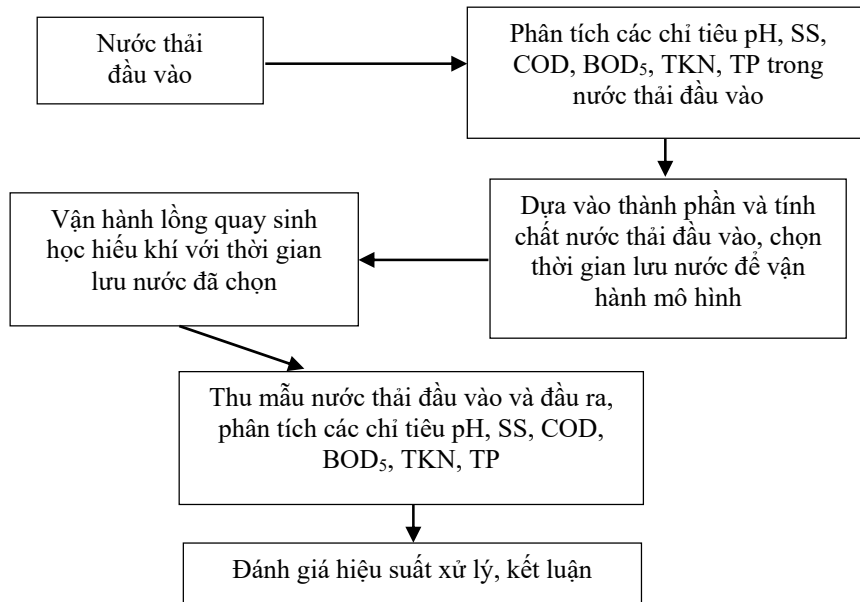 Nước thải
đầu vào
Phân tích các chỉ tiêu pH, SS,
COD, BOD₅, TKN, TP trong
nước thải đầu vào
Dựa vào thành phần và tính
chất nước thải đầu vào, chọn
thời gian lưu nước để vận
hành mô hình
Vận hành lồng quay sinh
học hiếu khí với thời gian
lưu nước đã chọn
Thu mẫu nước thải đầu vào và đầu ra,
phân tích các chỉ tiêu pH, SS, COD,
BOD₅, TKN, TP
Đánh giá hiệu suất xử lý, kết luận